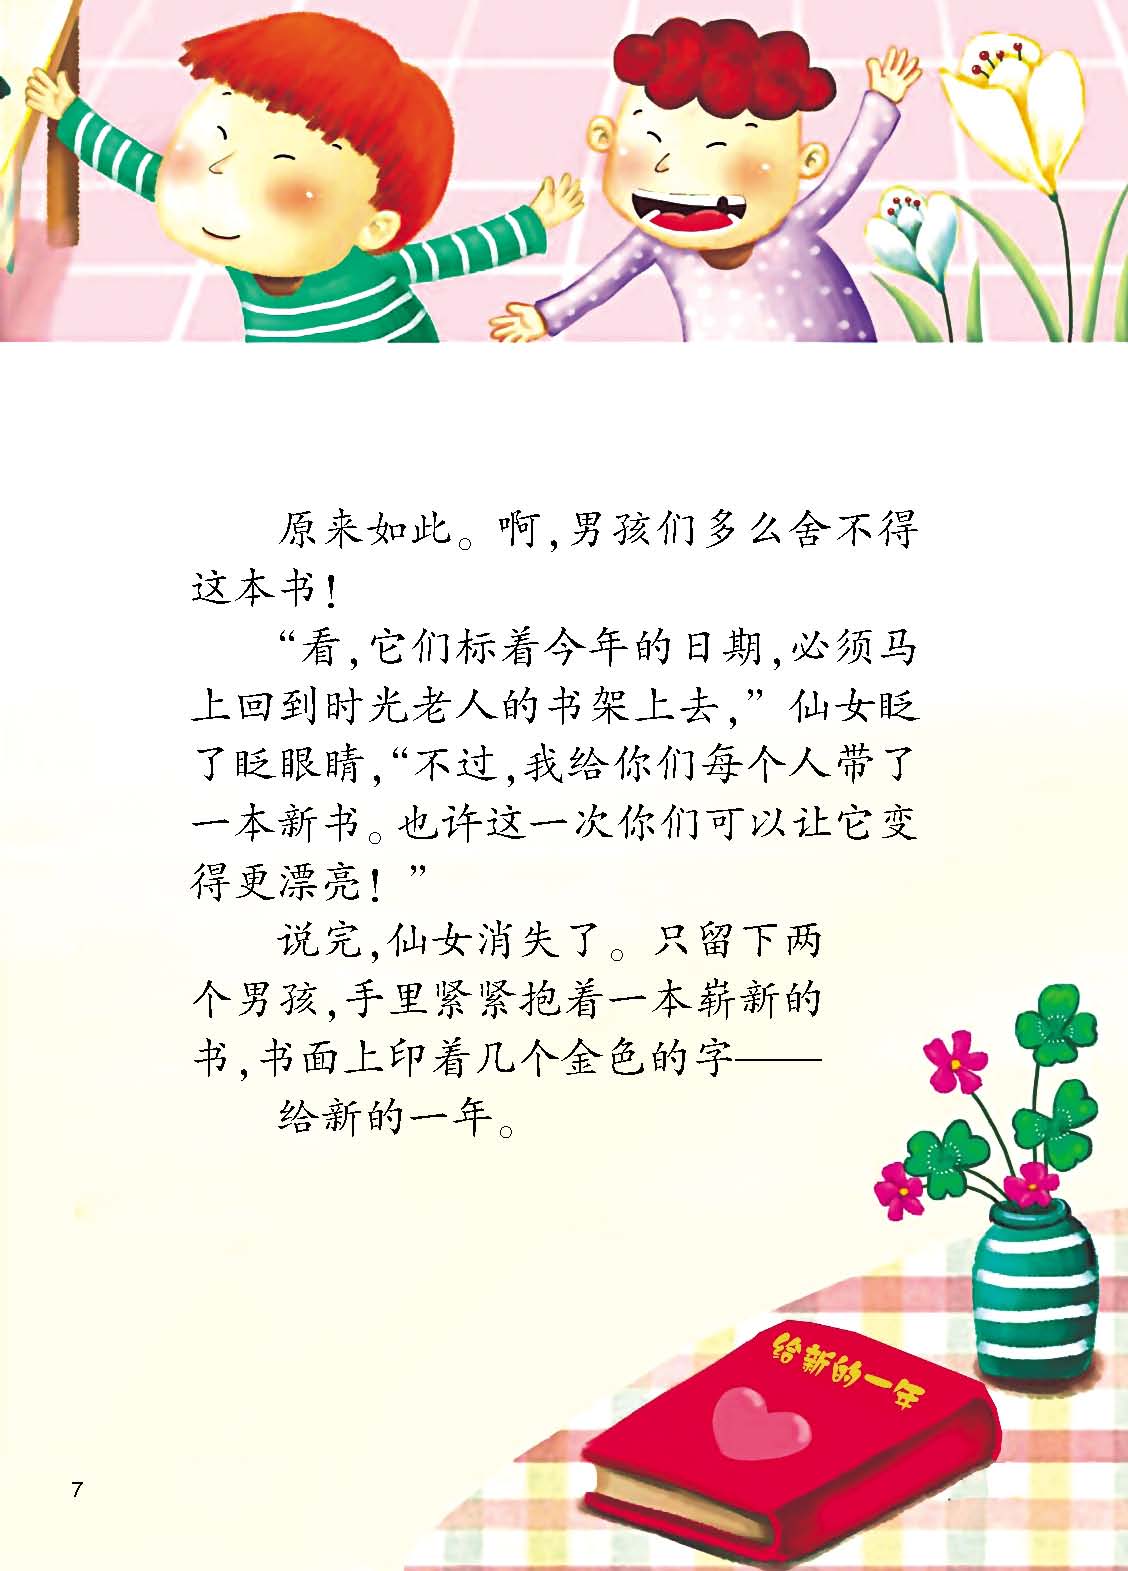 原来如此。啊,男孩们多么舍不得
这本书!
“看,它们标着今年的日期,必须马
上回到时光老人的书架上去,”仙女眨
了眨眼睛,“不过,我给你们每个人带了
一本新书。也许这一次你们可以让它变
得更漂亮!”
说完,仙女消失了。只留下两
个男孩,手里紧紧抱着一本崭新的
书,书面上印着几个金色的字——
给新的一年。
给新的一年
7